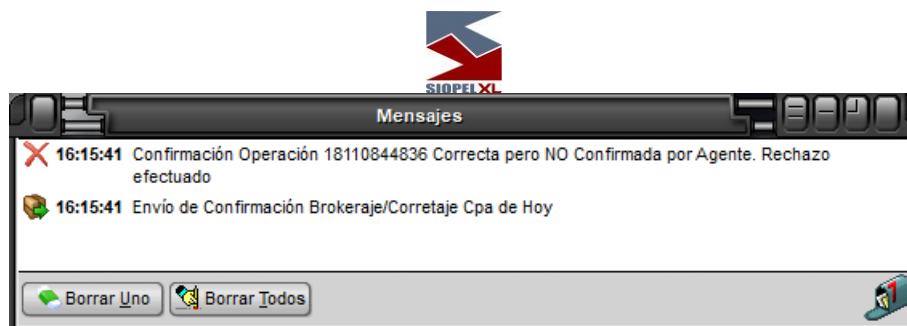 SIOPELXL
Mensajes
16:15:41 Confirmación Operación 18110844836 Correcta pero NO Confirmada por Agente. Rechazo
efectuado
16:15:41 Envío de Confirmación Brokeraje/Corretaje Cpa de Hoy
Borrar Uno Borrar Todos